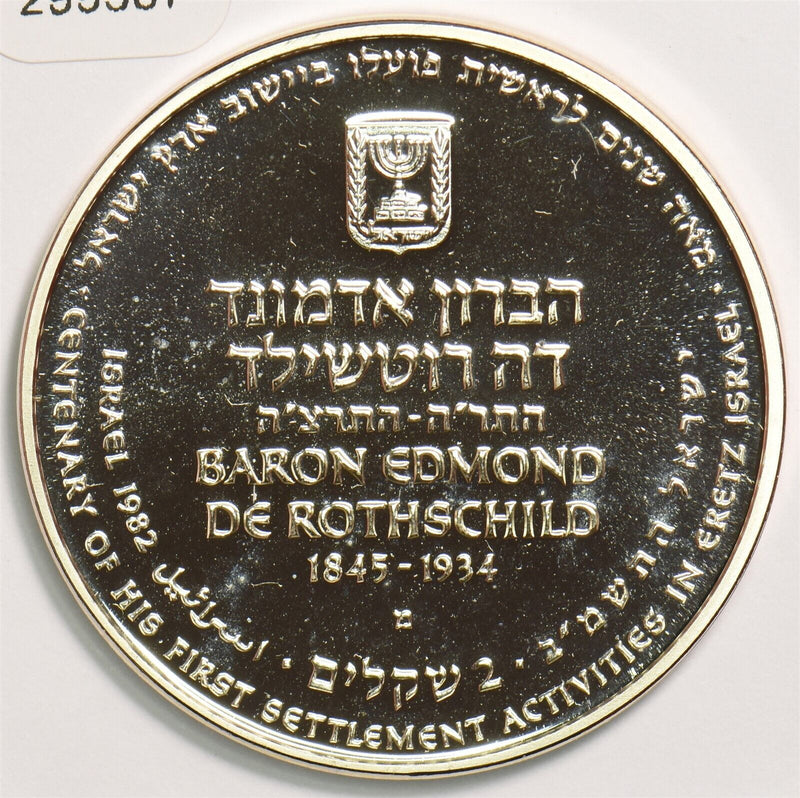 מאה שנים לראשית פועלו ביישוב ארץ ישראל
ישראל
הברון אדמונד
דה רוטשילד
התר"ה-התרצ"ה
BARON EDMOND
DE ROTHSCHILD
1845-1934
מ
ISRAEL 1982 اسرائيل · 2 שקלים · ישראל התשמ"ב
· CENTENARY OF HIS FIRST SETTLEMENT ACTIVITIES IN ERETZ ISRAEL ·